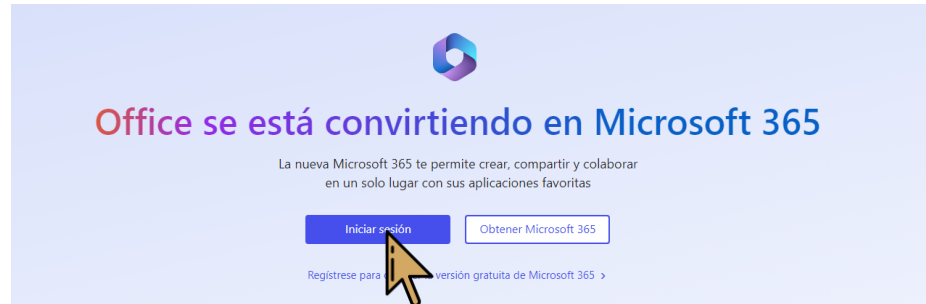 Office se está convirtiendo en Microsoft 365
La nueva Microsoft 365 te permite crear, compartir y colaborar
en un solo lugar con sus aplicaciones favoritas
Iniciar sesión
Obtener Microsoft 365
Regístrese para versión gratuita de Microsoft 365 >